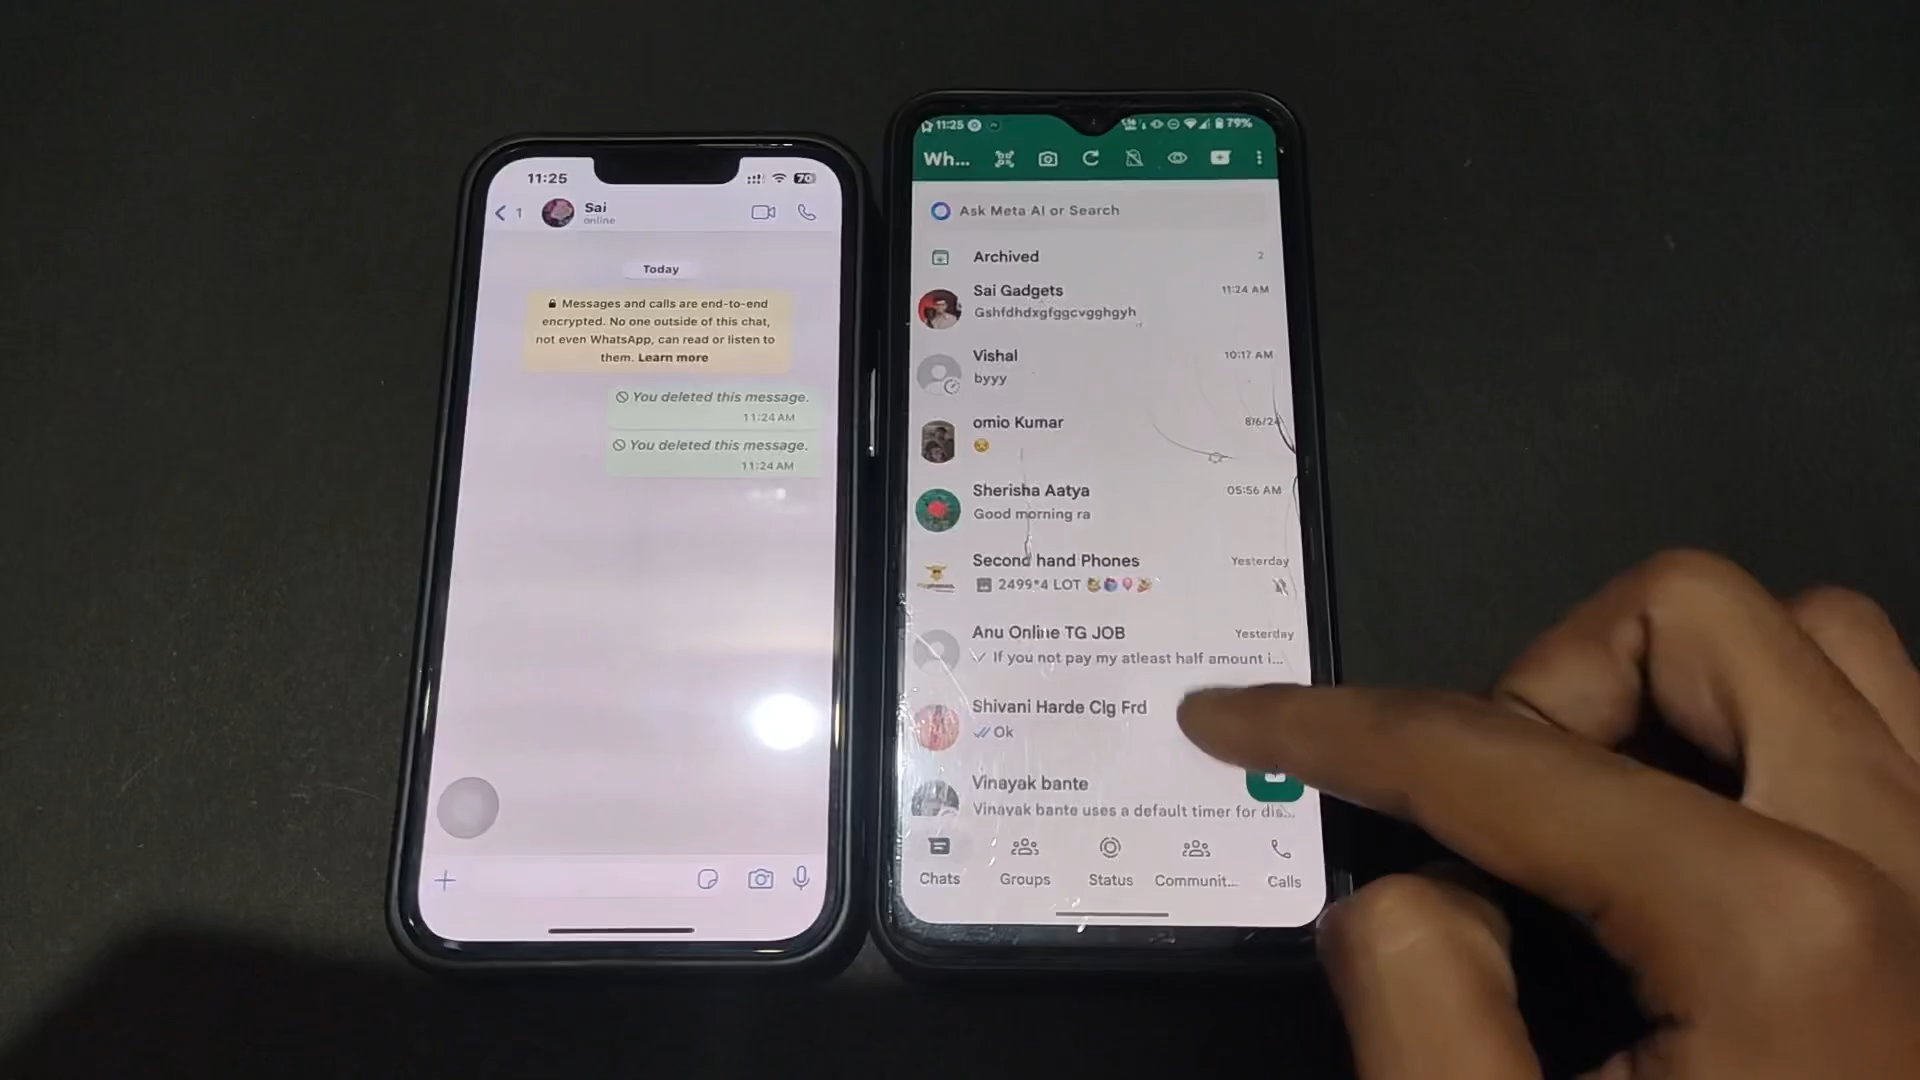 11:25
70
1
Sai
online
Today
Messages and calls are end-to-end
encrypted. No one outside of this chat,
not even WhatsApp, can read or listen to
them. Learn more
You deleted this message.
11:24 AM
You deleted this message.
11:24 AM
11:25
79%
Wh...
Ask Meta AI or Search
Archived
2
Sai Gadgets
11:24 AM
Gshfdhdxgfggcvgghgyh
Vishal
10:17 AM
byyy
omio Kumar
8/6/24
Sherisha Aatya
05:56 AM
Good morning ra
Second hand Phones
Yesterday
2499*4 LOT
Anu Online TG JOB
Yesterday
If you not pay my atleast half amount i...
Shivani Harde Clg Frd
Ok
Vinayak bante
Vinayak bante uses a default timer for dis...
Chats
Groups
Status
Communit...
Calls